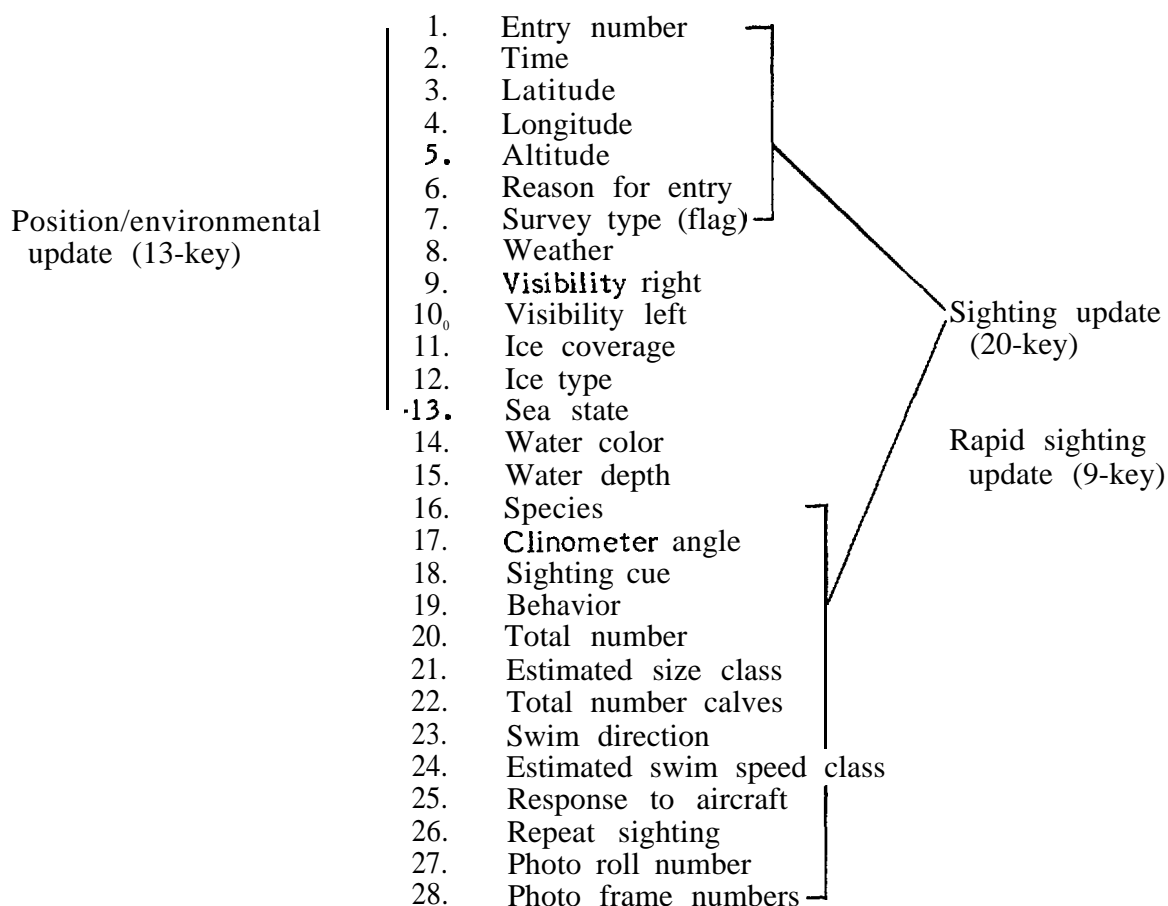 1. Entry number
2. Time
3. Latitude
4. Longitude
5. Altitude
6. Reason for entry
7. Survey type (flag)
Position/environmental
update (13-key)
8. Weather
9. Visibility right
10. Visibility left
11. Ice coverage
12. Ice type
13. Sea state
14. Water color
15. Water depth
16. Species
17. Clinometer angle
18. Sighting cue
19. Behavior
20. Total number
21. Estimated size class
22. Total number calves
23. Swim direction
24. Estimated swim speed class
25. Response to aircraft
26. Repeat sighting
27. Photo roll number
28. Photo frame numbers
Sighting update
(20-key)
Rapid sighting
update (9-key)